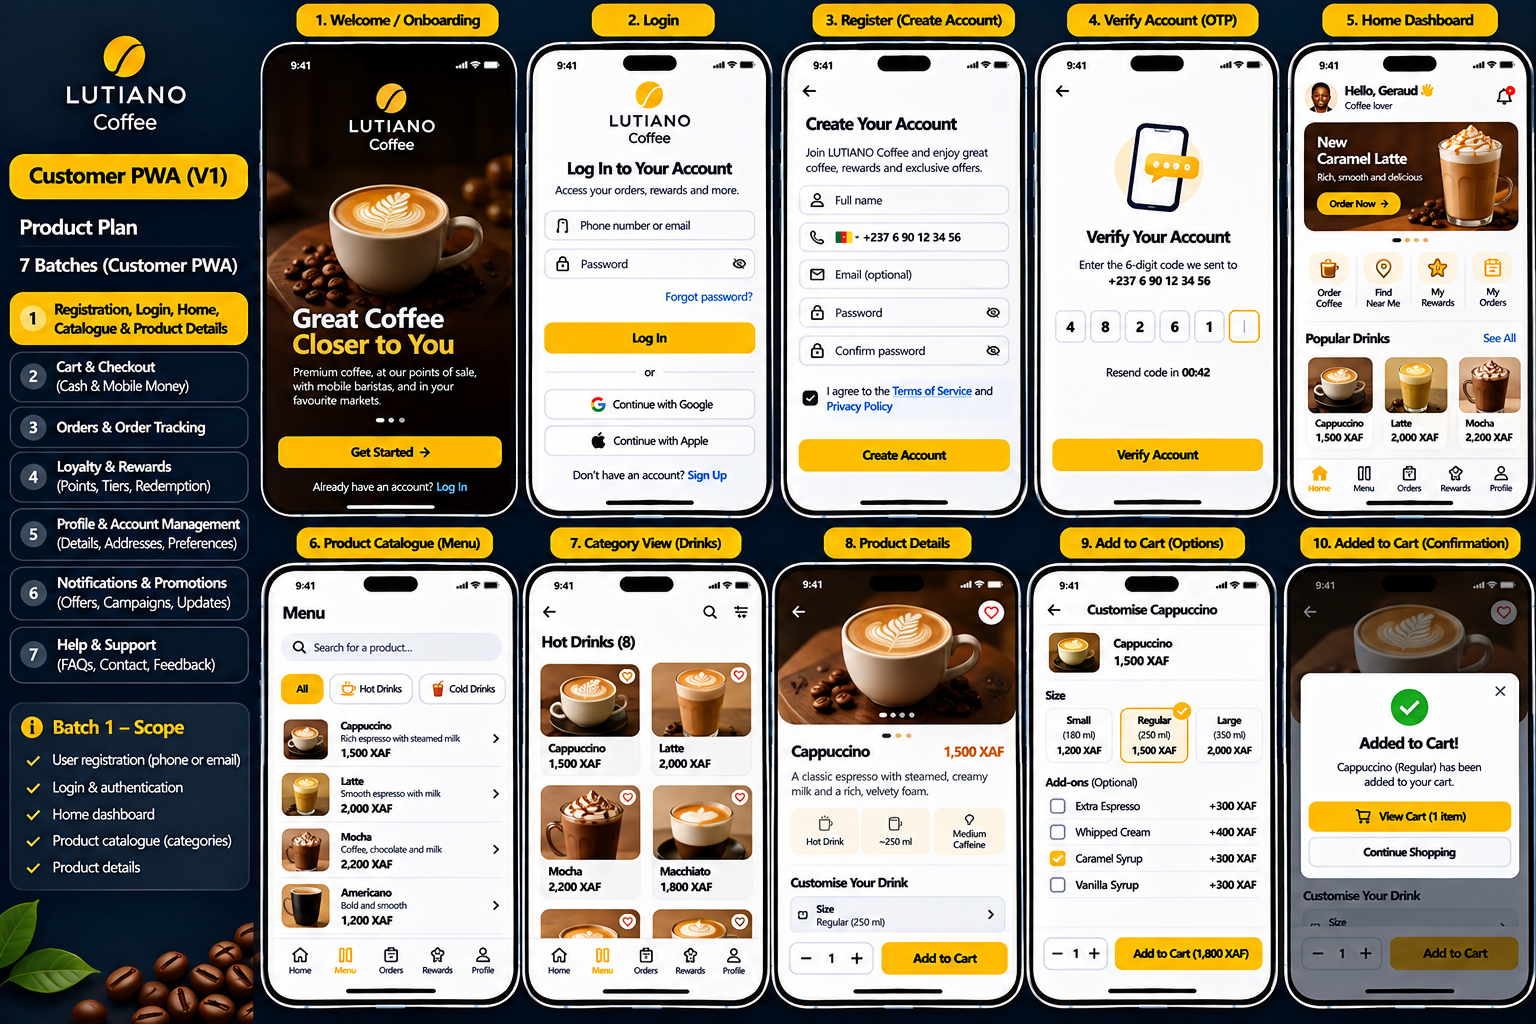 LUTIANO
Coffee
Customer PWA (V1)
Product Plan
7 Batches (Customer PWA)
1
Registration, Login, Home,
Catalogue & Product Details
2
Cart & Checkout
(Cash & Mobile Money)
3
Orders & Order Tracking
4
Loyalty & Rewards
(Points, Tiers, Redemption)
5
Profile & Account Management
(Details, Addresses, Preferences)
6
Notifications & Promotions
(Offers, Campaigns, Updates)
7
Help & Support
(FAQs, Contact, Feedback)
Batch 1 – Scope
User registration (phone or email)
Login & authentication
Home dashboard
Product catalogue (categories)
Product details
1. Welcome / Onboarding
9:41
LUTIANO
Coffee
Great Coffee
Closer to You
Premium coffee, at our points of sale,
with mobile baristas, and in your
favourite markets.
Get Started →
Already have an account? Log In
2. Login
9:41
LUTIANO
Coffee
Log In to Your Account
Access your orders, rewards and more.
Phone number or email
Password
Forgot password?
Log In
or
Continue with Google
Continue with Apple
Don't have an account? Sign Up
3. Register (Create Account)
9:41
Create Your Account
Join LUTIANO Coffee and enjoy great
coffee, rewards and exclusive offers.
Full name
+237 6 90 12 34 56
Email (optional)
Password
Confirm password
I agree to the Terms of Service and
Privacy Policy
Create Account
4. Verify Account (OTP)
9:41
Verify Your Account
Enter the 6-digit code we sent to
+237 6 90 12 34 56
4 8 2 6 1
Resend code in 00:42
Verify Account
5. Home Dashboard
9:41
Hello, Geraud 👋
Coffee lover
New
Caramel Latte
Rich, smooth and delicious
Order Now →
Order
Coffee
Find
Near Me
My
Rewards
My
Orders
Popular Drinks
See All
Cappuccino
1,500 XAF
Latte
2,000 XAF
Mocha
2,200 XAF
Home
Menu
Orders
Rewards
Profile
6. Product Catalogue (Menu)
9:41
Menu
Search for a product...
All
Hot Drinks
Cold Drinks
Cappuccino
Rich espresso with steamed milk
1,500 XAF
Latte
Smooth espresso with milk
2,000 XAF
Mocha
Coffee, chocolate and milk
2,200 XAF
Americano
Bold and smooth
1,200 XAF
Home
Menu
Orders
Rewards
Profile
7. Category View (Drinks)
9:41
Hot Drinks (8)
Cappuccino
1,500 XAF
Latte
2,000 XAF
Mocha
2,200 XAF
Macchiato
1,800 XAF
Home
Menu
Orders
Rewards
Profile
8. Product Details
9:41
Cappuccino
1,500 XAF
A classic espresso with steamed, creamy
milk and a rich, velvety foam.
Hot Drink
~250 ml
Medium
Caffeine
Customise Your Drink
Size
Regular (250 ml)
− 1 +
Add to Cart
9. Add to Cart (Options)
9:41
Customise Cappuccino
Cappuccino
1,500 XAF
Size
Small
(180 ml)
1,200 XAF
Regular
(250 ml)
1,500 XAF
Large
(350 ml)
2,000 XAF
Add-ons (Optional)
Extra Espresso +300 XAF
Whipped Cream +400 XAF
Caramel Syrup +300 XAF
Vanilla Syrup +300 XAF
− 1 +
Add to Cart (1,800 XAF)
10. Added to Cart (Confirmation)
9:41
Added to Cart!
Cappuccino (Regular) has been
added to your cart.
View Cart (1 item)
Continue Shopping
Customise Your Drink
Size
− 1 +
Add to Cart